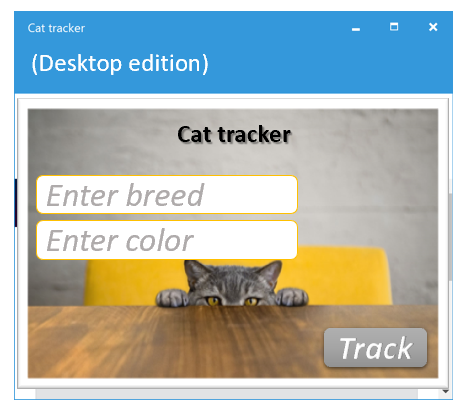 Cat tracker
(Desktop edition)
Cat tracker
Enter breed
Enter color
Track